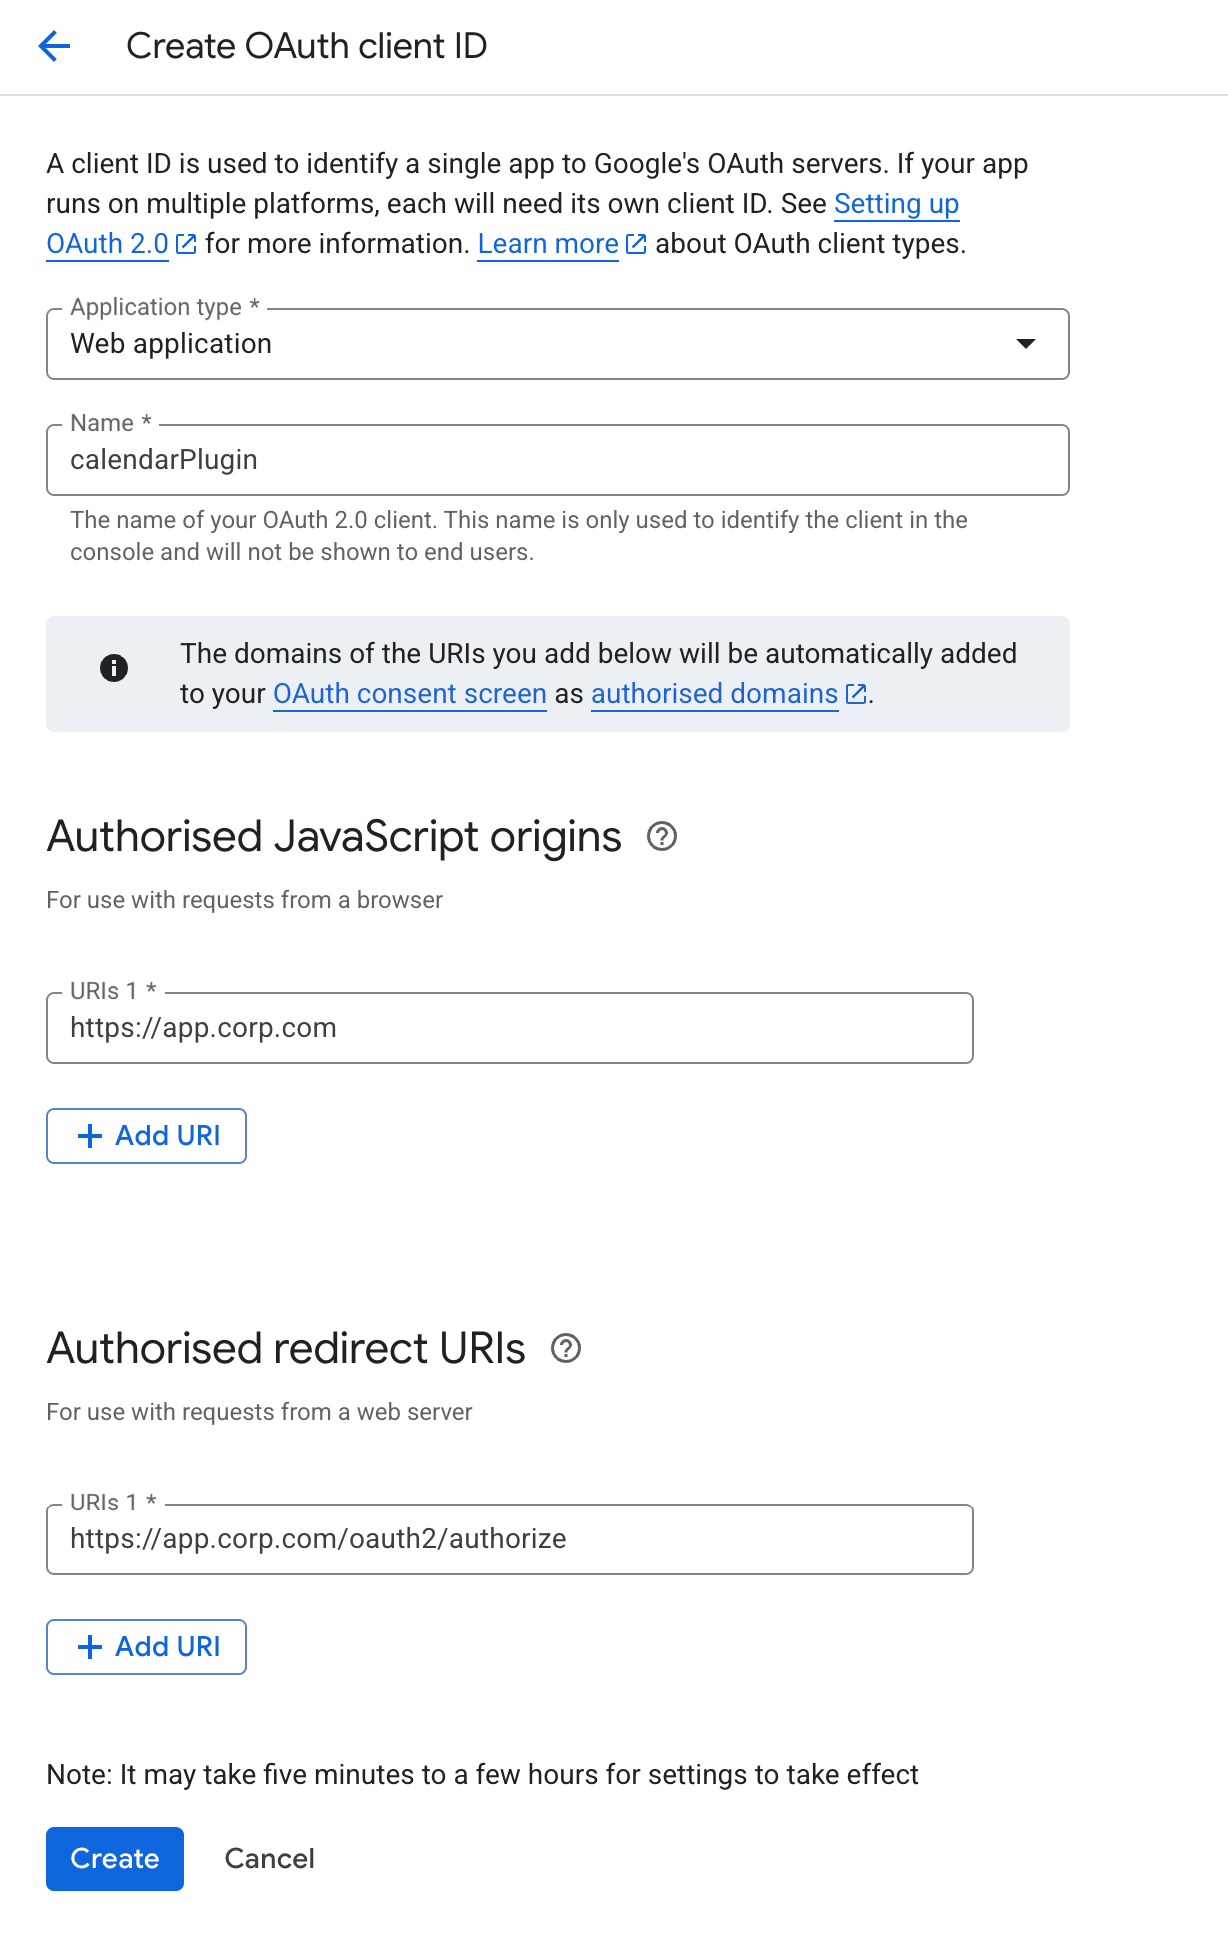 Create OAuth client ID
A client ID is used to identify a single app to Google's OAuth servers. If your app
runs on multiple platforms, each will need its own client ID. See Setting up
OAuth 2.0 for more information. Learn more about OAuth client types.
Application type *
Web application
Name *
calendarPlugin
The name of your OAuth 2.0 client. This name is only used to identify the client in the
console and will not be shown to end users.
The domains of the URIs you add below will be automatically added
to your OAuth consent screen as authorised domains.
Authorised JavaScript origins
For use with requests from a browser
URIs 1 *
https://app.corp.com
Add URI
Authorised redirect URIs
For use with requests from a web server
URIs 1 *
https://app.corp.com/oauth2/authorize
Add URI
Note: It may take five minutes to a few hours for settings to take effect
Create Cancel